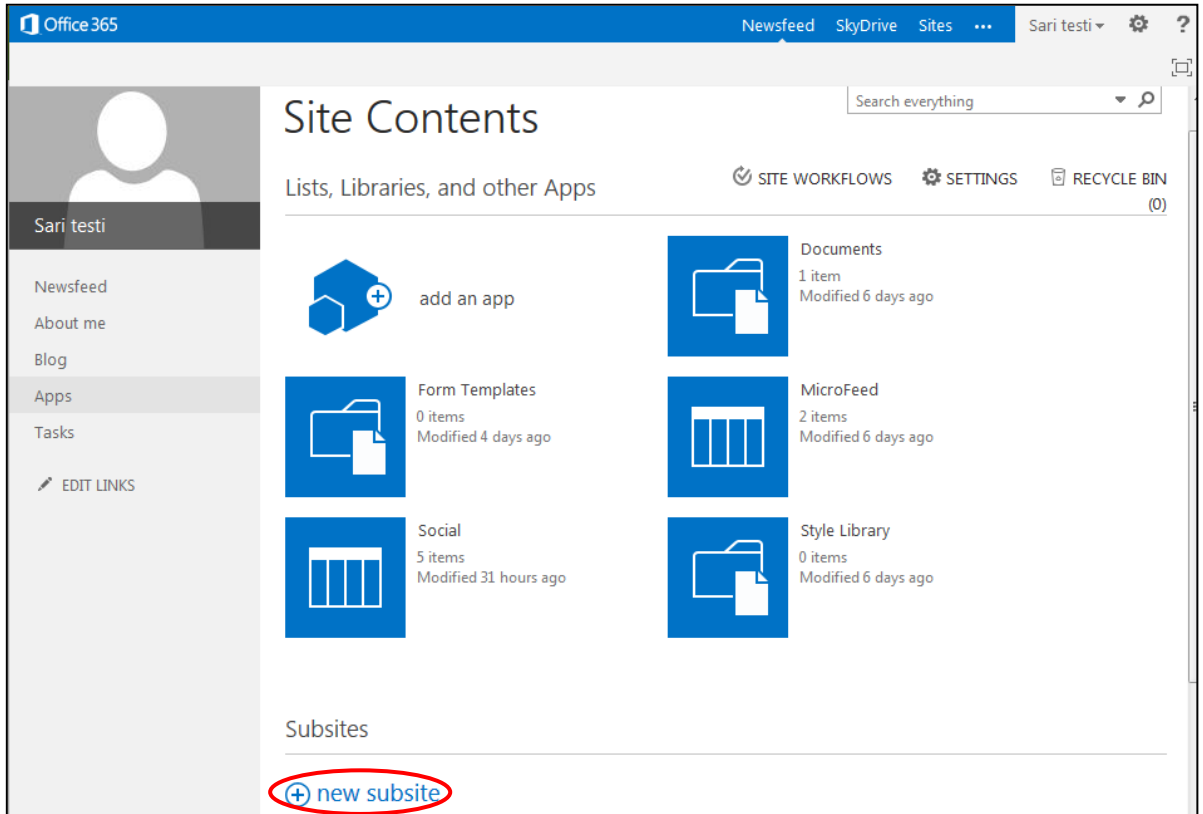 Office 365
Newsfeed SkyDrive Sites ••• Sari testi ?
Search everything
Site Contents
Lists, Libraries, and other Apps
SITE WORKFLOWS SETTINGS RECYCLE BIN
(0)
Sari testi
Newsfeed
About me
Blog
Apps
Tasks
EDIT LINKS
add an app
Documents
1 item
Modified 6 days ago
Form Templates
0 items
Modified 4 days ago
MicroFeed
2 items
Modified 6 days ago
Social
5 items
Modified 31 hours ago
Style Library
0 items
Modified 6 days ago
Subsites
new subsite